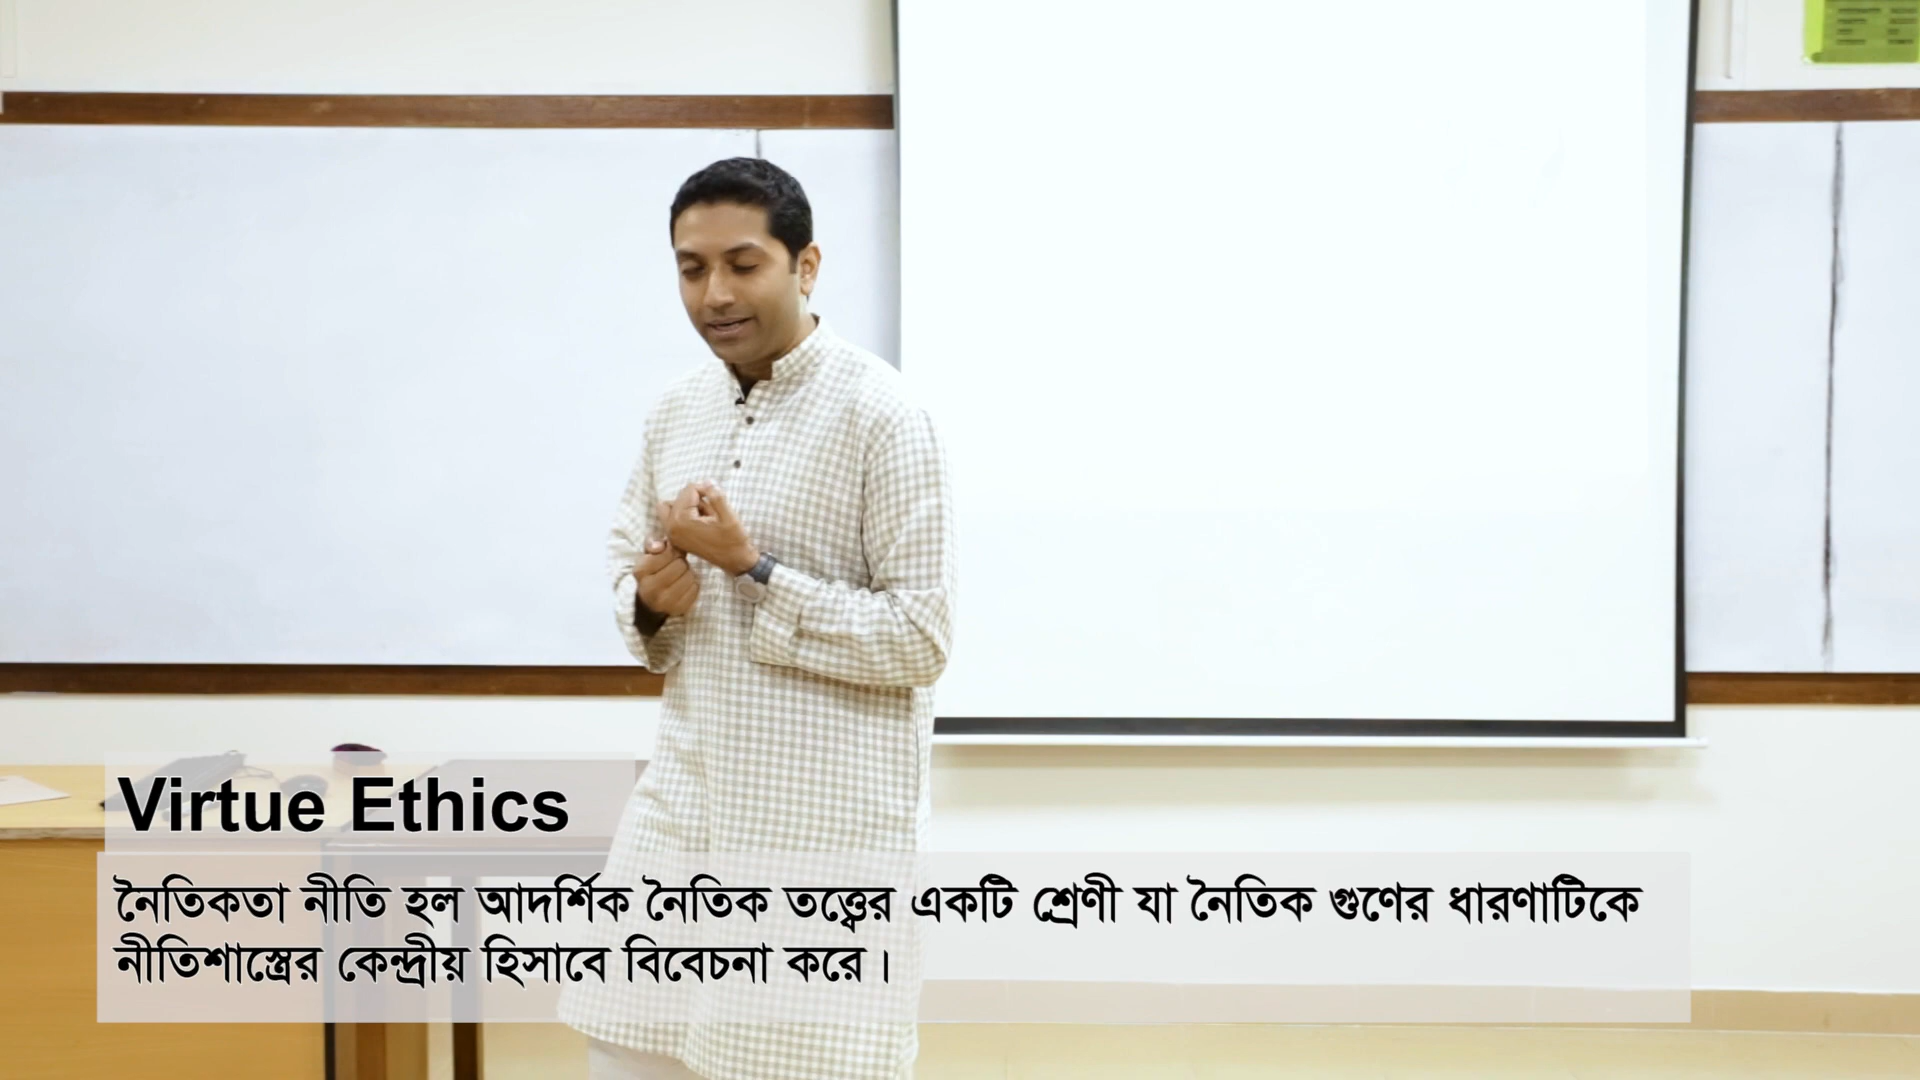 Virtue Ethics
নৈতিকতা নীতি হল আদর্শিক নৈতিক তত্ত্বের একটি শ্রেণী যা নৈতিক গুণের ধারণাটিকে
নীতিশাস্ত্রের কেন্দ্রীয় হিসাবে বিবেচনা করে।